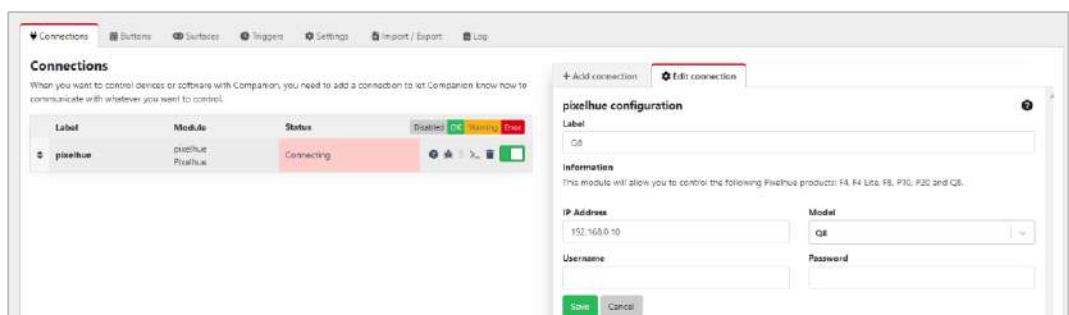 Connections Buttons Surfaces Triggers Settings Import / Export Log
Connections
When you want to control devices or software with Companion, you need to add a connection to let Companion know how to
communicate with whatever you want to control.
Label Module Status Disabled OK Warning Error
pixelhue pixelhue Connecting
Pixelhue
+ Add connection Edit connection
pixelhue configuration
Label
Q8
Information
This module will allow you to control the following Pixelhue products: F4, F4 Lite, F8, P10, P20 and Q8.
IP Address Model
192.168.0.10 Q8
Username Password
Save Cancel